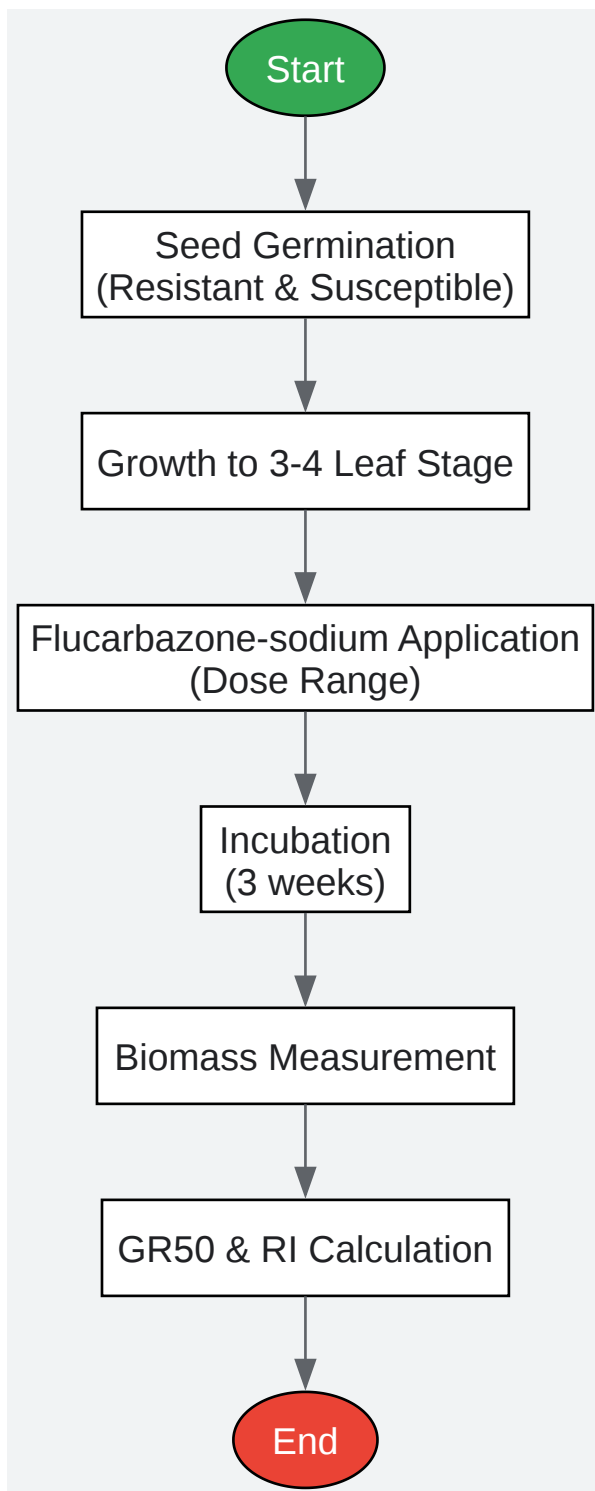 Start
Seed Germination
(Resistant & Susceptible)
Growth to 3-4 Leaf Stage
Flucarbazone-sodium Application
(Dose Range)
Incubation
(3 weeks)
Biomass Measurement
GR50 & RI Calculation
End